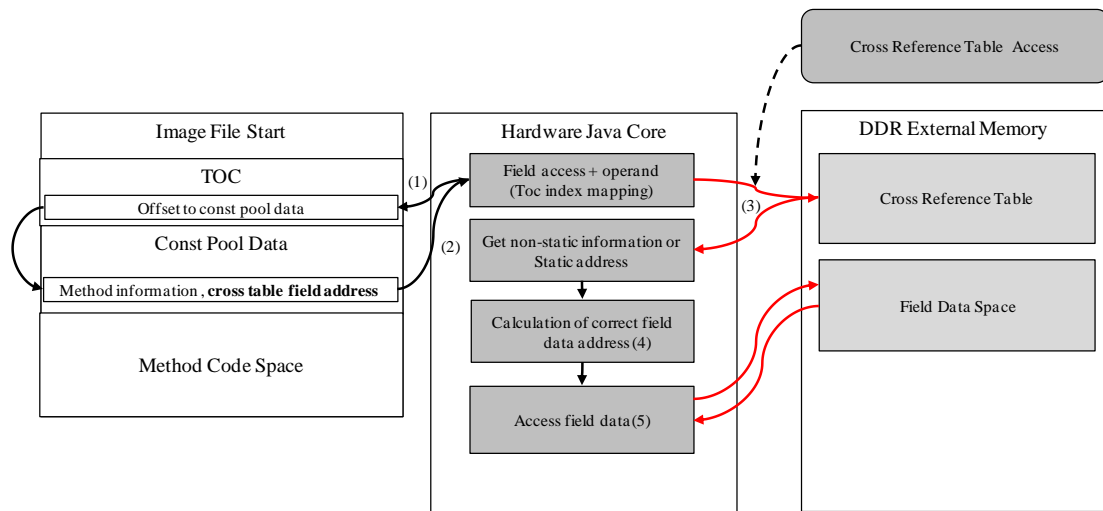 Cross Reference Table Access
Image File Start
TOC
Offset to const pool data
Const Pool Data
Method information , cross table field address
Method Code Space
(1)
(2)
Hardware Java Core
Field access + operand
(Toc index mapping)
Get non-static information or
Static address
Calculation of correct field
data address(4)
Access field data(5)
(3)
DDR External Memory
Cross Reference Table
Field Data Space